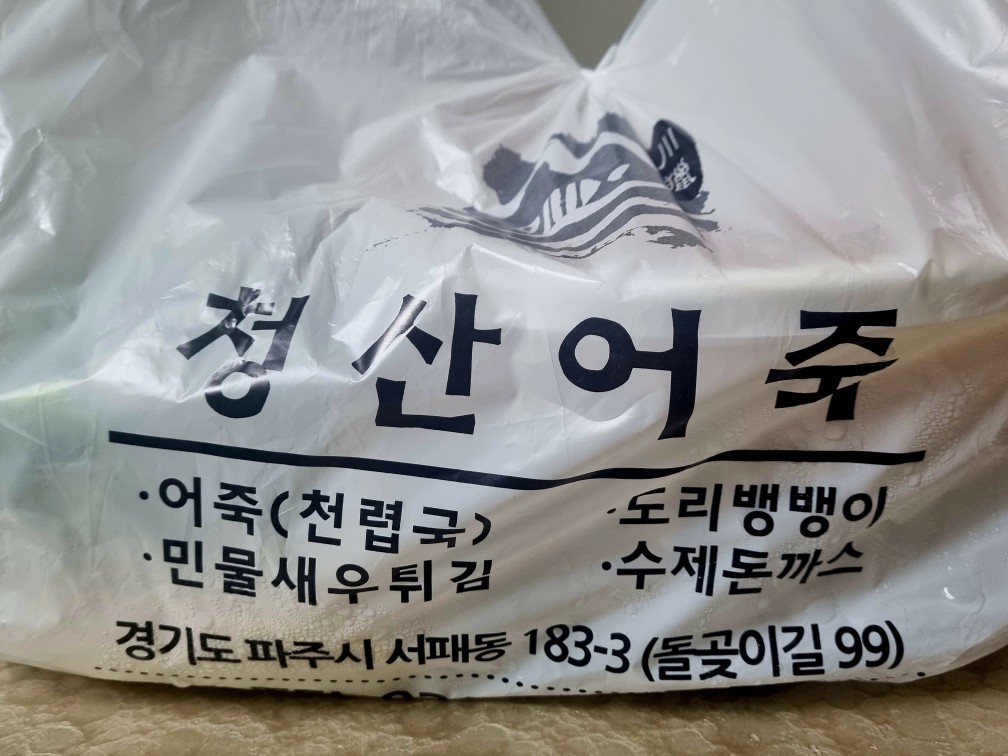 川獵
청산어죽
·어죽(천렵국) ·도리뱅뱅이
·민물새우튀김 ·수제돈까스
경기도 파주시 서패동 183-3 (돌곶이길 99)